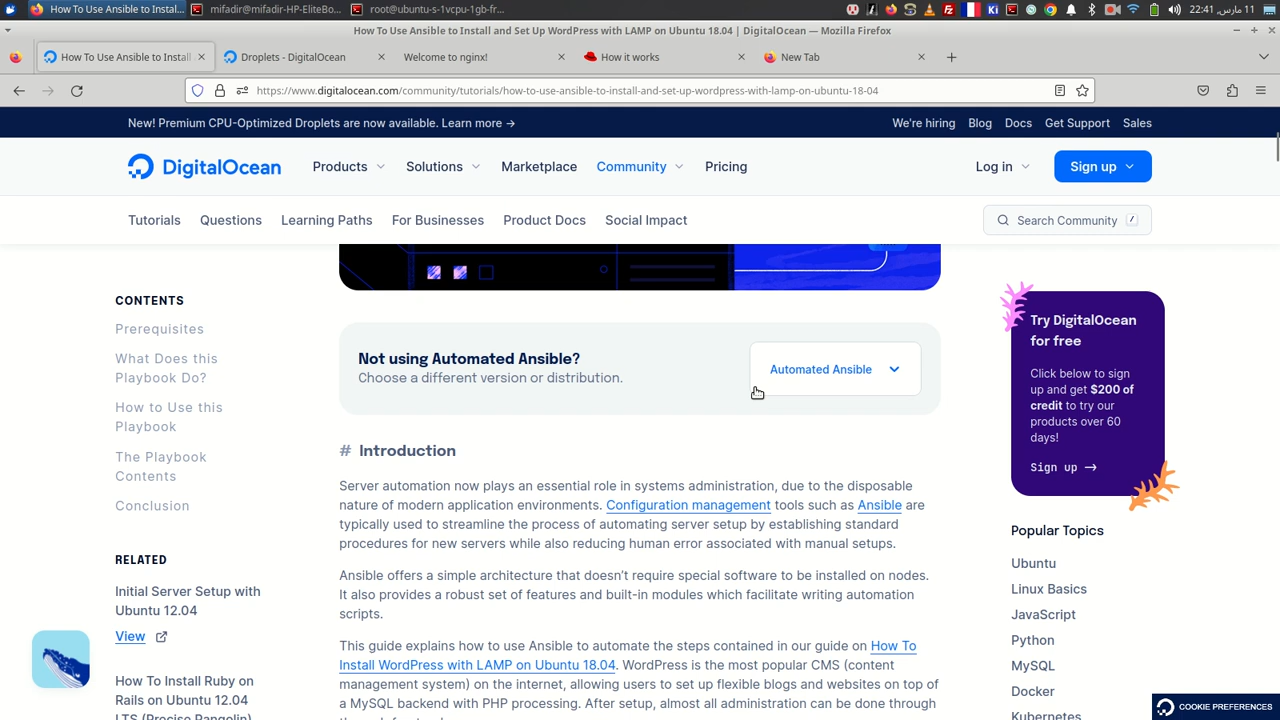 How To Use Ansible to Install...
mifadir@mifadir-HP-EliteBo...
root@ubuntu-s-1vcpu-1gb-fr...
Ki
22:41 ,11 مارس
How To Use Ansible to Install and Set Up WordPress with LAMP on Ubuntu 18.04 | DigitalOcean — Mozilla Firefox
How To Use Ansible to Instal
Droplets - DigitalOcean
Welcome to nginx!
How it works
New Tab
https://www.digitalocean.com/community/tutorials/how-to-use-ansible-to-install-and-set-up-wordpress-with-lamp-on-ubuntu-18-04
New! Premium CPU-Optimized Droplets are now available. Learn more →
We're hiring
Blog
Docs
Get Support
Sales
DigitalOcean
Products
Solutions
Marketplace
Community
Pricing
Log in
Sign up
Tutorials
Questions
Learning Paths
For Businesses
Product Docs
Social Impact
Search Community /
CONTENTS
Prerequisites
What Does this
Playbook Do?
How to Use this
Playbook
The Playbook
Contents
Conclusion
RELATED
Initial Server Setup with
Ubuntu 12.04
View
How To Install Ruby on
Rails on Ubuntu 12.04
LTS (Precise Pangolin)
Not using Automated Ansible?
Choose a different version or distribution.
Automated Ansible
# Introduction
Server automation now plays an essential role in systems administration, due to the disposable
nature of modern application environments. Configuration management tools such as Ansible are
typically used to streamline the process of automating server setup by establishing standard
procedures for new servers while also reducing human error associated with manual setups.
Ansible offers a simple architecture that doesn't require special software to be installed on nodes.
It also provides a robust set of features and built-in modules which facilitate writing automation
scripts.
This guide explains how to use Ansible to automate the steps contained in our guide on How To
Install WordPress with LAMP on Ubuntu 18.04. WordPress is the most popular CMS (content
management system) on the internet, allowing users to set up flexible blogs and websites on top of
a MySQL backend with PHP processing. After setup, almost all administration can be done through
Try DigitalOcean
for free
Click below to sign
up and get $200 of
credit to try our
products over 60
days!
Sign up →
Popular Topics
Ubuntu
Linux Basics
JavaScript
Python
MySQL
Docker
Kubernetes
COOKIE PREFERENCES